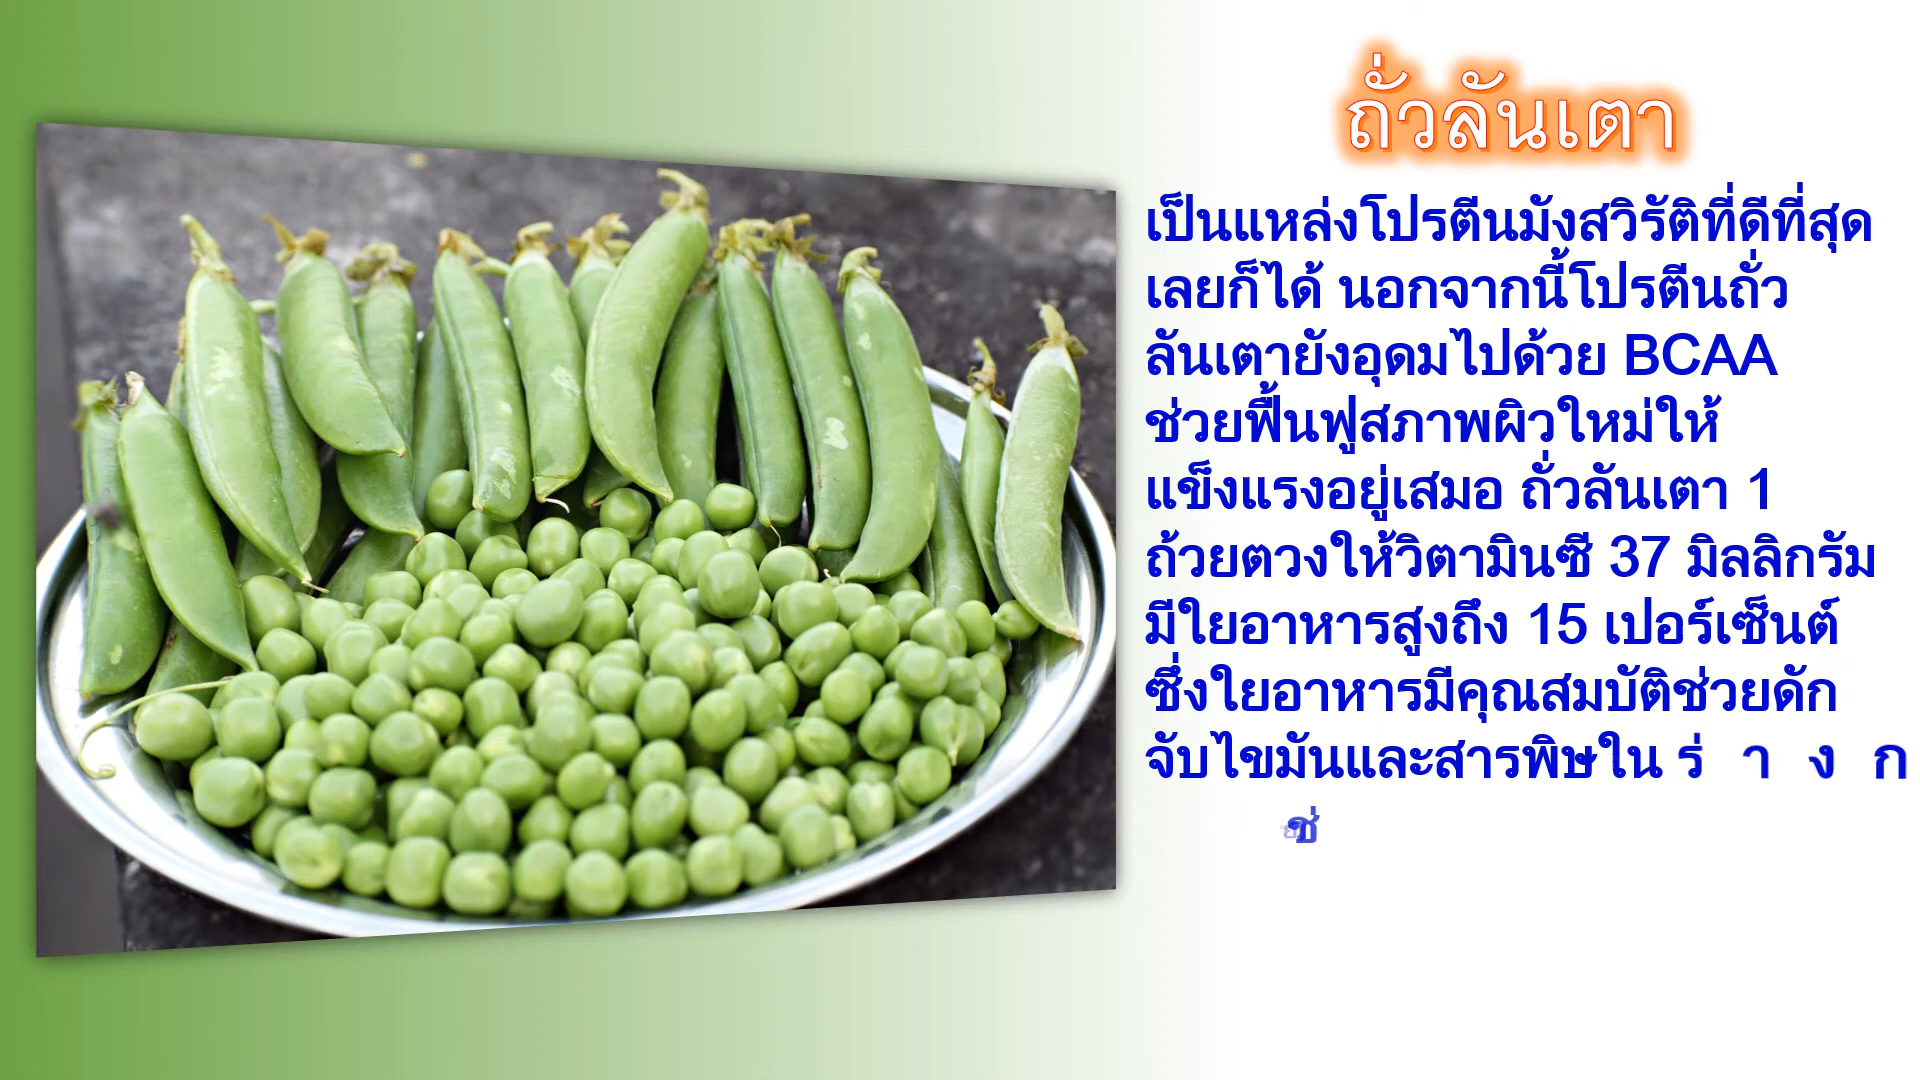 ถั่วลันเตา
เป็นแหล่งโปรตีนมังสวิรัติที่ดีที่สุด
เลยก็ได้ นอกจากนี้โปรตีนถั่ว
ลันเตายังอุดมไปด้วย BCAA
ช่วยฟื้นฟูสภาพผิวใหม่ให้
แข็งแรงอยู่เสมอ ถั่วลันเตา 1
ถ้วยตวงให้วิตามินซี 37 มิลลิกรัม
มีใยอาหารสูงถึง 15 เปอร์เซ็นต์
ซึ่งใยอาหารมีคุณสมบัติช่วยดัก
จับไขมันและสารพิษใน ร่ า ง ก
ช่